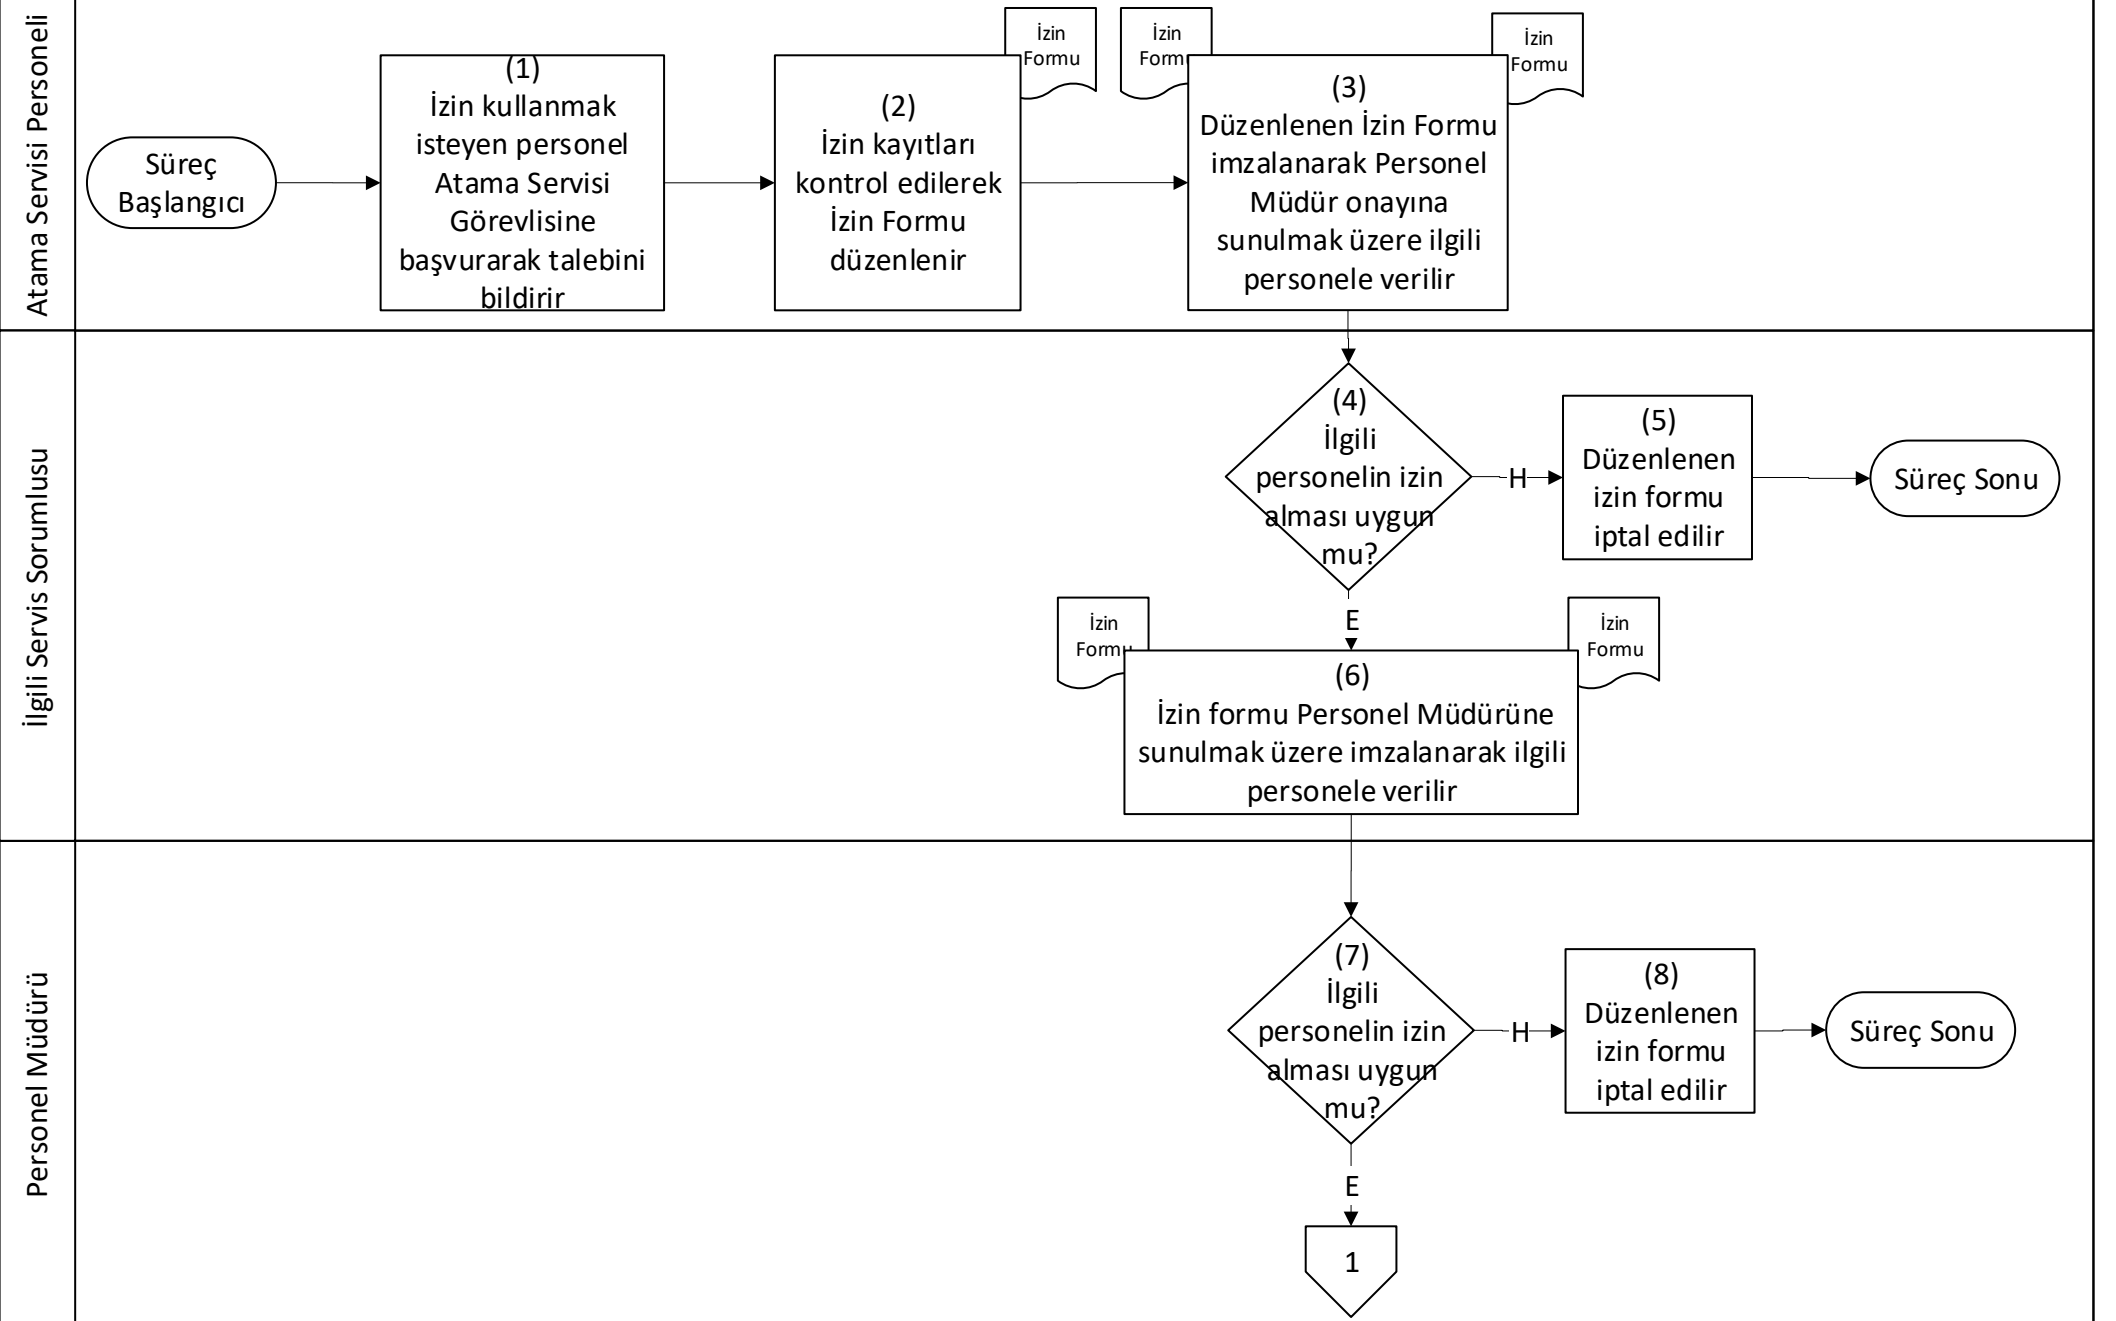 Atama Servisi Personeli
Süreç
Başlangıcı
(1)
İzin kullanmak
isteyen personel
Atama Servisi
Görevlisine
başvurarak talebini
bildirir
İzin
Formu
(2)
İzin kayıtları
kontrol edilerek
İzin Formu
düzenlenir
İzin
Formu
İzin
Formu
(3)
Düzenlenen İzin Formu
imzalanarak Personel
Müdür onayına
sunulmak üzere ilgili
personele verilir
İlgili Servis Sorumlusu
(4)
İlgili
personelin izin
alması uygun
mu?
H
(5)
Düzenlenen
izin formu
iptal edilir
Süreç Sonu
E
İzin
Formu
İzin
Formu
(6)
İzin formu Personel Müdürüne
sunulmak üzere imzalanarak ilgili
personele verilir
Personel Müdürü
(7)
İlgili
personelin izin
alması uygun
mu?
H
(8)
Düzenlenen
izin formu
iptal edilir
Süreç Sonu
E
1